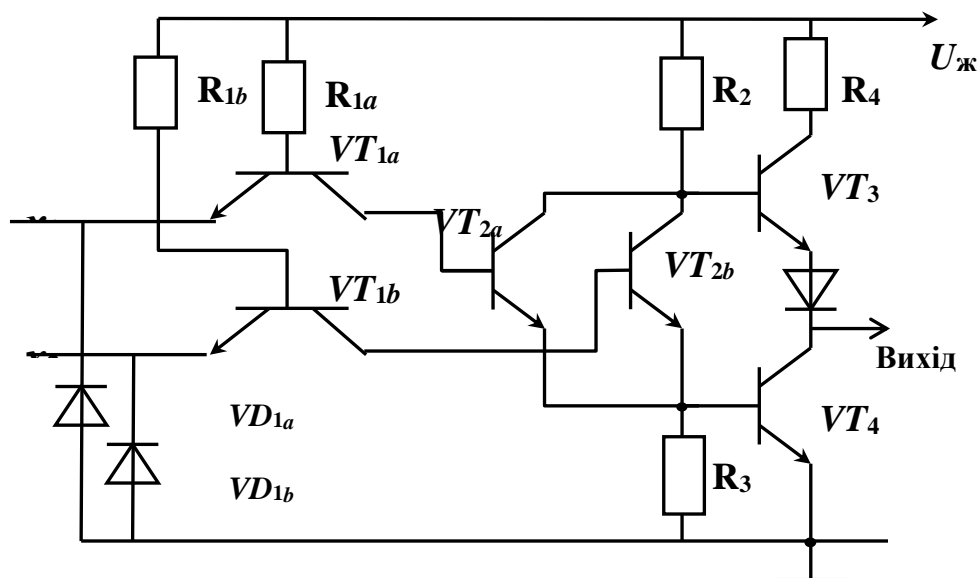 Uж
R1b
R1a
R2
R4
VT1a
VT3
VT2a
VT2b
VT1b
Вихід
VD1a
VT4
R3
VD1b